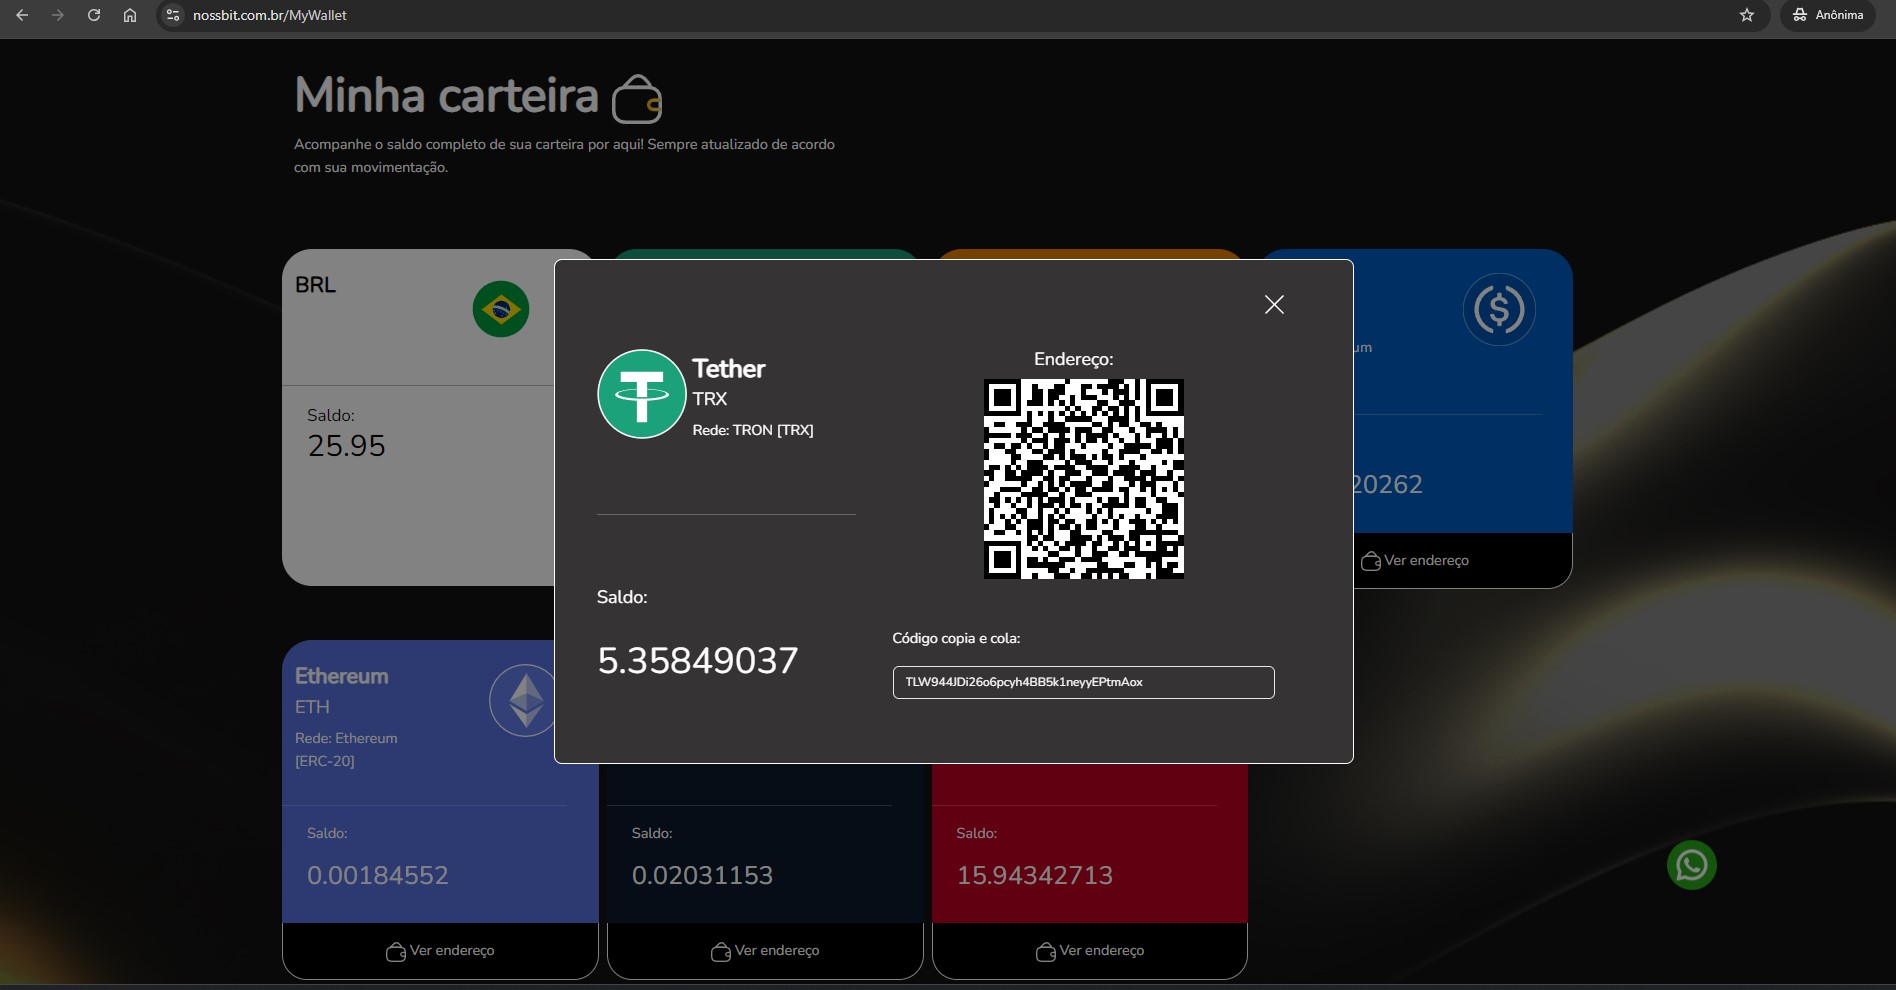 nossbit.com.br/MyWallet
Anônima
Minha carteira
Acompanhe o saldo completo de sua carteira por aqui! Sempre atualizado de acordo
com sua movimentação.
BRL
Saldo:
25.95
Tether
TRX
Rede: TRON [TRX]
Saldo:
5.35849037
Endereço:
Código copia e cola:
TLW944JDi26o6pcyh4BB5k1neyyEPtmAox
um
20262
Ver endereço
Ethereum
ETH
Rede: Ethereum
[ERC-20]
Saldo:
0.00184552
Ver endereço
Saldo:
0.02031153
Ver endereço
Saldo:
15.94342713
Ver endereço